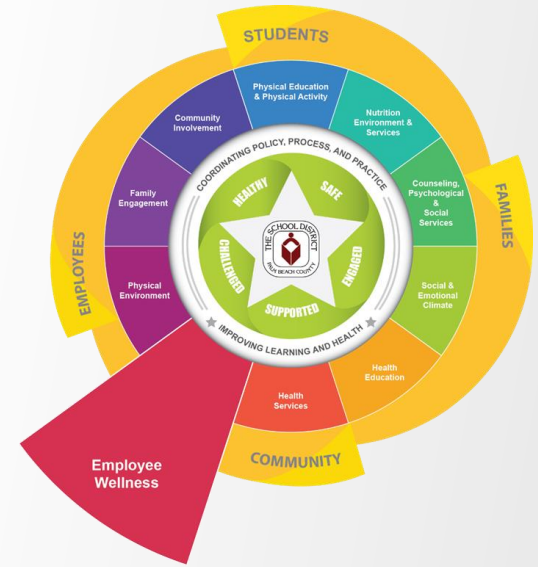 STUDENTS
FAMILIES
COMMUNITY
EMPLOYEES
Physical Education
& Physical Activity
Nutrition
Environment &
Services
Counseling,
Psychological
&
Social
Services
Social &
Emotional
Climate
Health
Education
Health
Services
Employee
Wellness
Physical
Environment
Family
Engagement
Community
Involvement
COORDINATING POLICY, PROCESS, AND PRACTICE
IMPROVING LEARNING AND HEALTH
HEALTHY
SAFE
ENGAGED
SUPPORTED
CHALLENGED
THE SCHOOL DISTRICT
PALM BEACH COUNTY